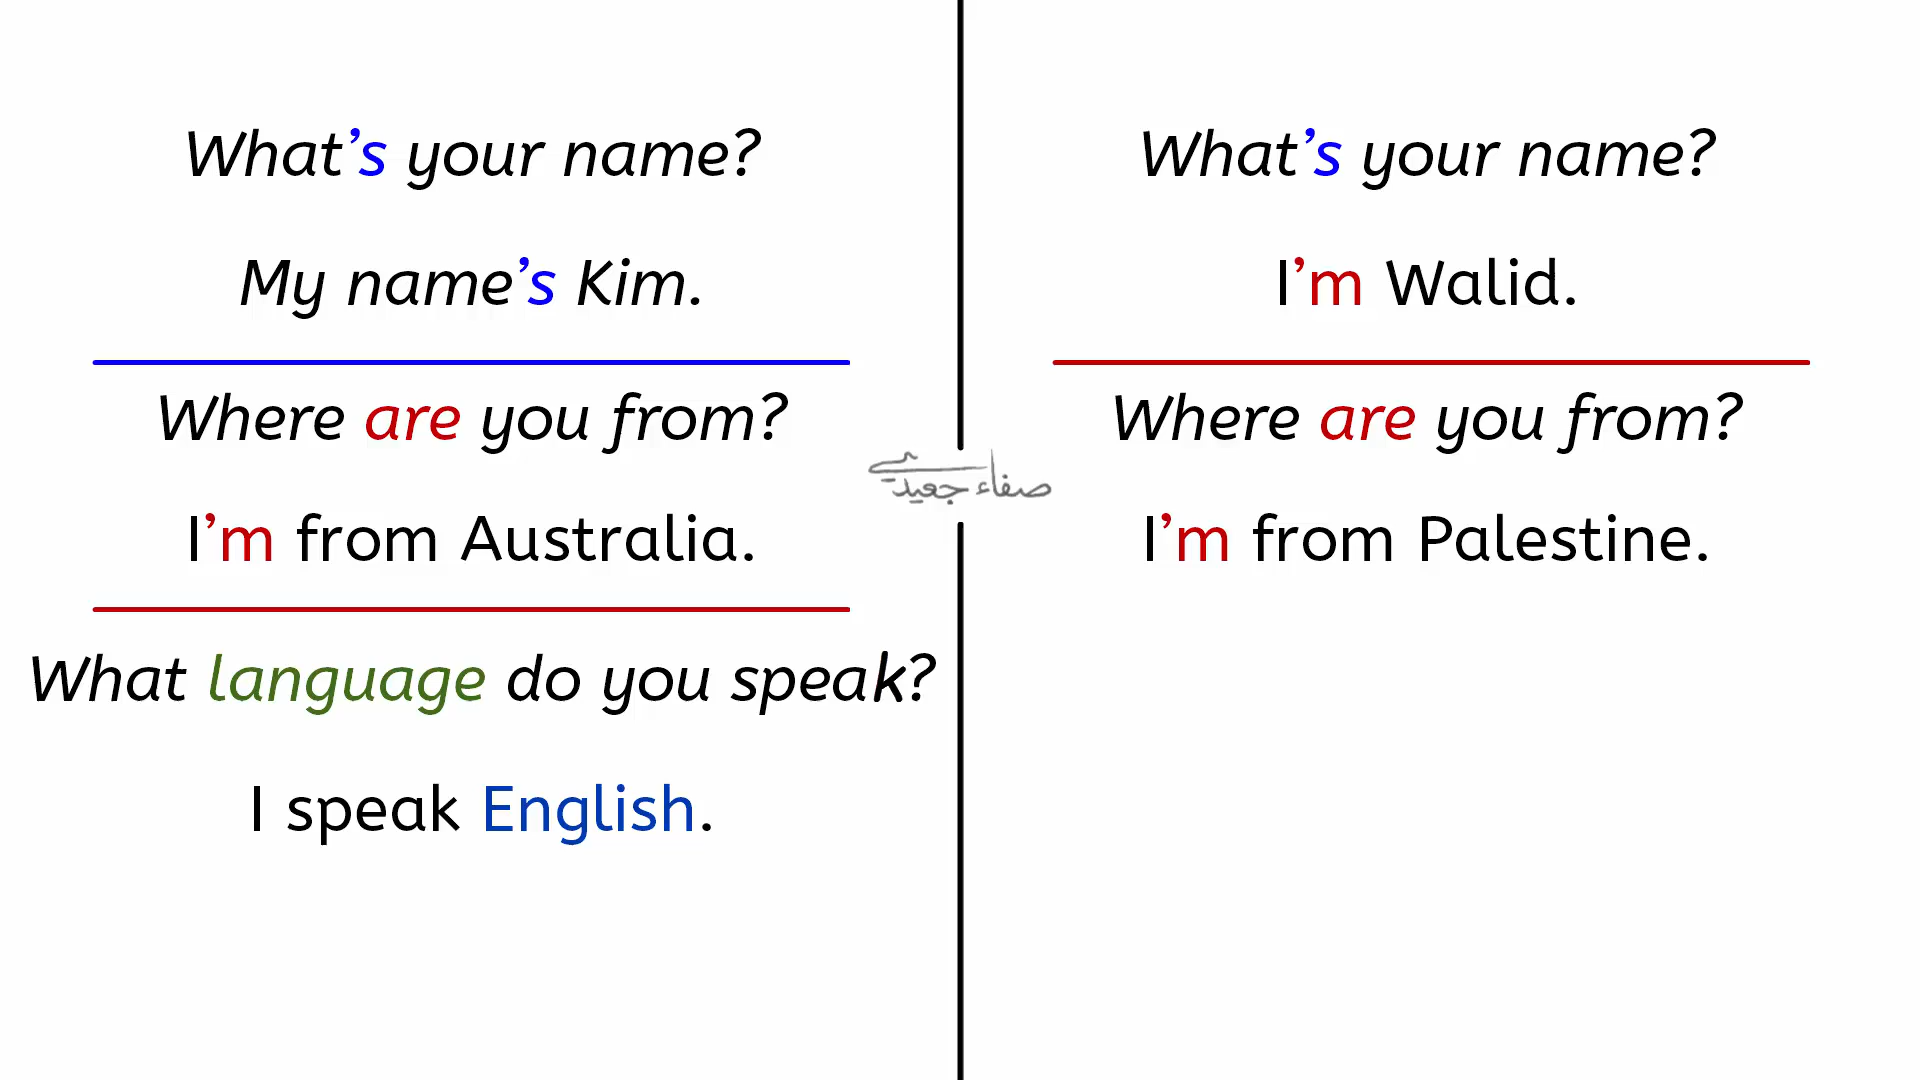 What's your name?
My name's Kim.
Where are you from?
I'm from Australia.
What language do you speak?
I speak English.
صفاء جعيدي
What's your name?
I'm Walid.
Where are you from?
I'm from Palestine.